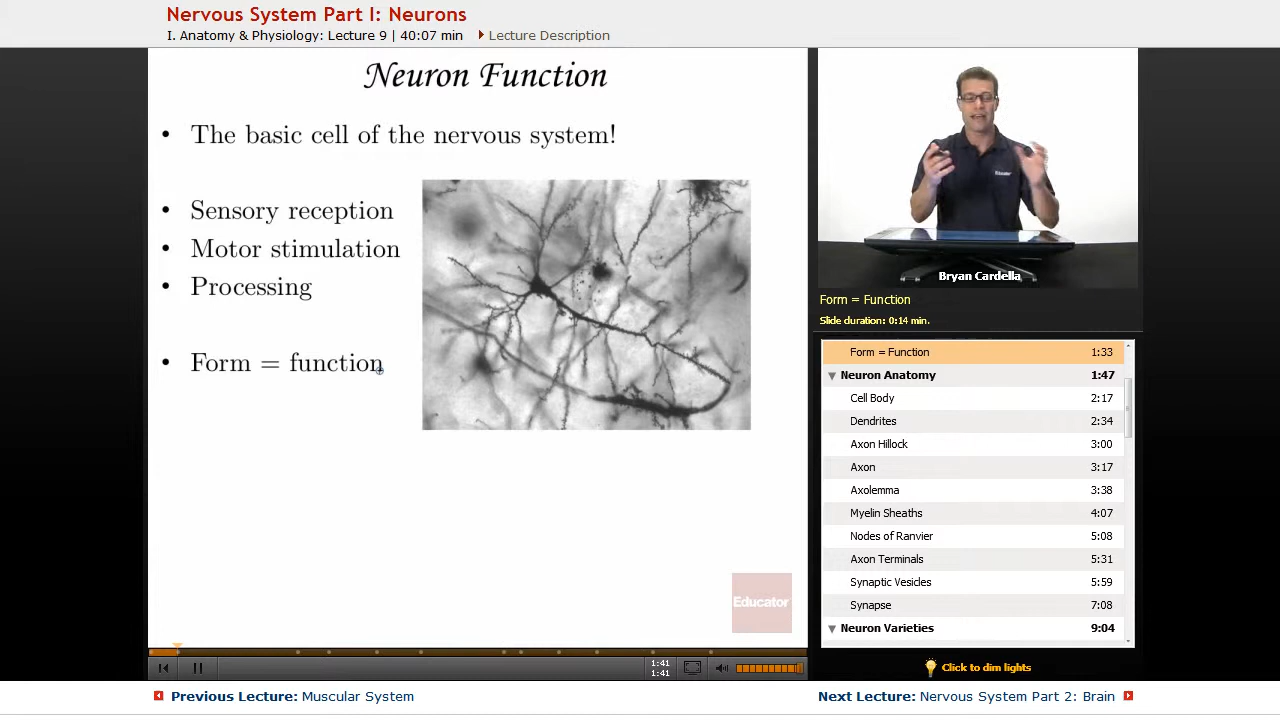 Nervous System Part I: Neurons
I. Anatomy & Physiology: Lecture 9 | 40:07 min
Lecture Description
Neuron Function
• The basic cell of the nervous system!
• Sensory reception
• Motor stimulation
• Processing
• Form = function
Educator
1:41
1:41
Bryan Cardella
Form = Function
Slide duration: 0:14 min.
Form = Function 1:33
Neuron Anatomy 1:47
Cell Body 2:17
Dendrites 2:34
Axon Hillock 3:00
Axon 3:17
Axolemma 3:38
Myelin Sheaths 4:07
Nodes of Ranvier 5:08
Axon Terminals 5:31
Synaptic Vesicles 5:59
Synapse 7:08
Neuron Varieties 9:04
Click to dim lights
Previous Lecture: Muscular System
Next Lecture: Nervous System Part 2: Brain